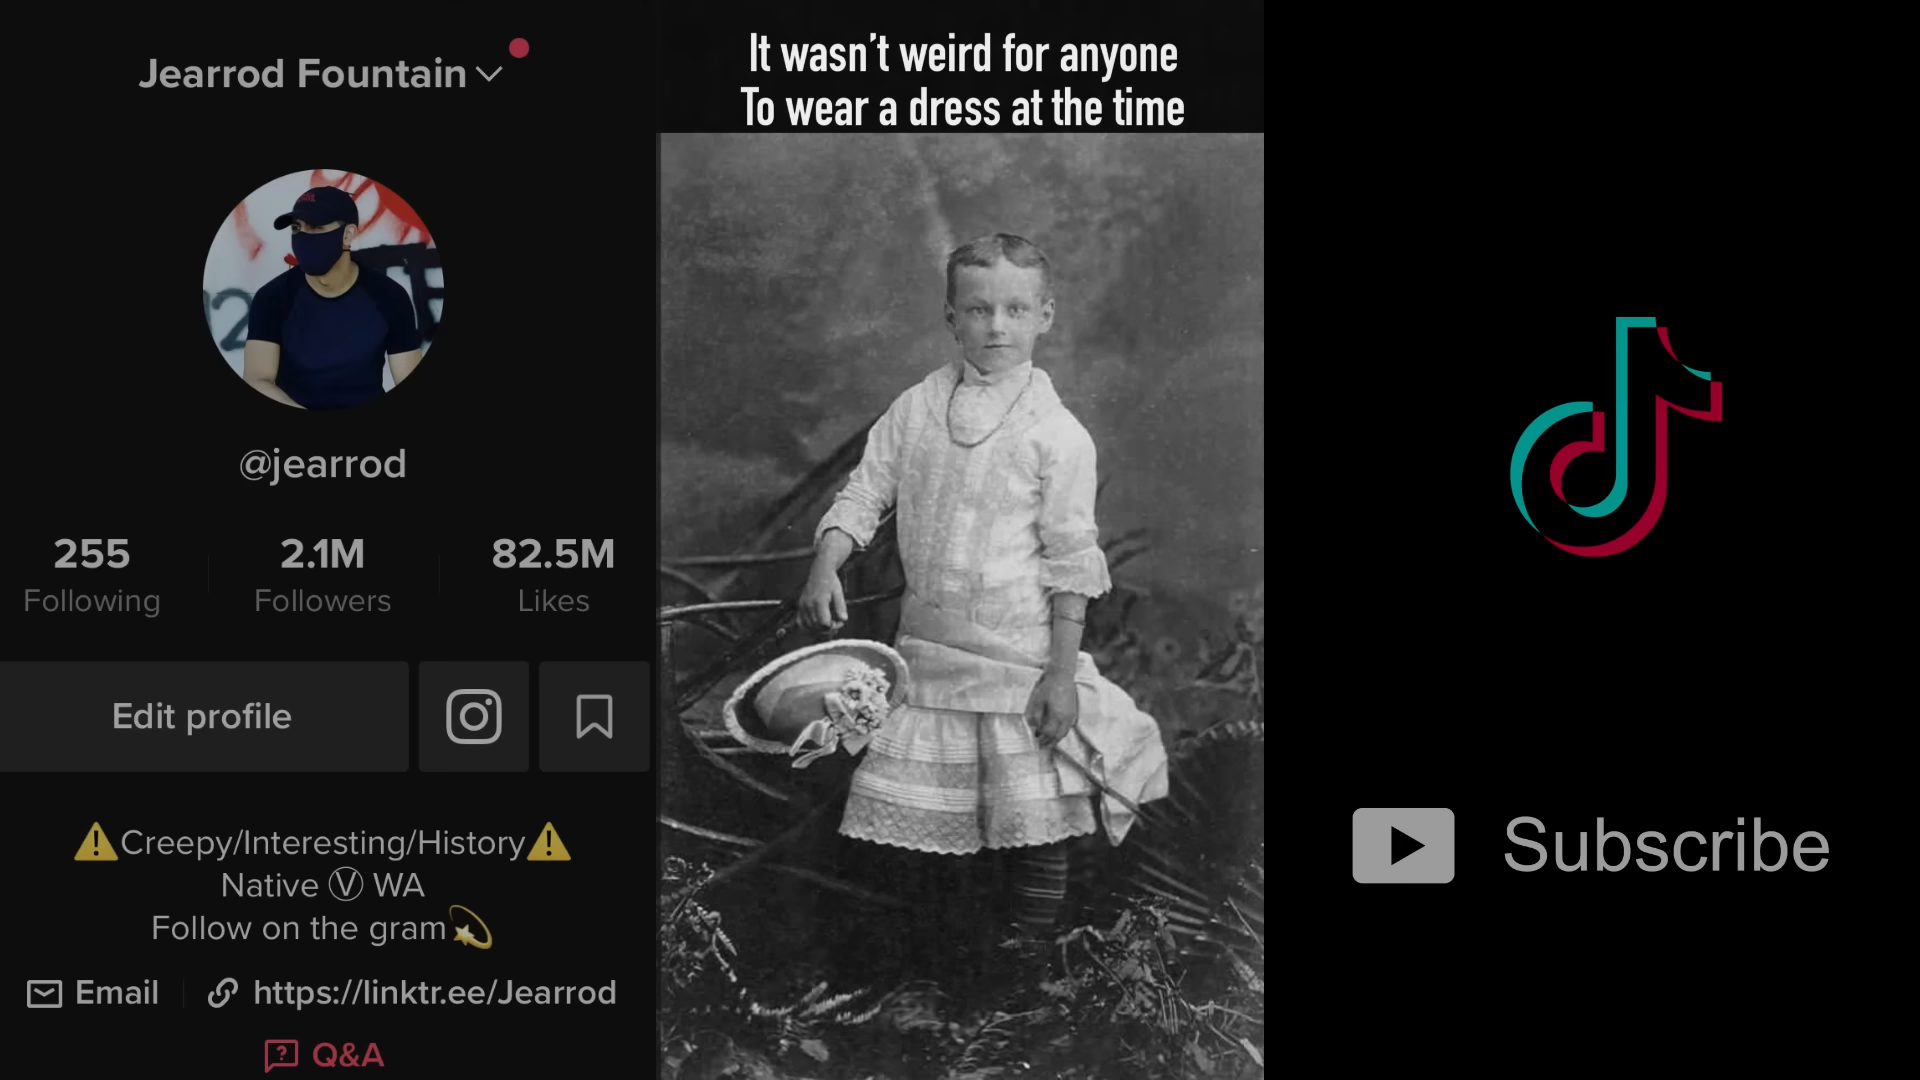 Jearrod Fountain
@jearrod
255
Following
2.1M
Followers
82.5M
Likes
Edit profile
⚠️Creepy/Interesting/History⚠️
Native Ⓥ WA
Follow on the gram💫
Email
https://linktr.ee/Jearrod
Q&A
It wasn't weird for anyone
To wear a dress at the time
Subscribe